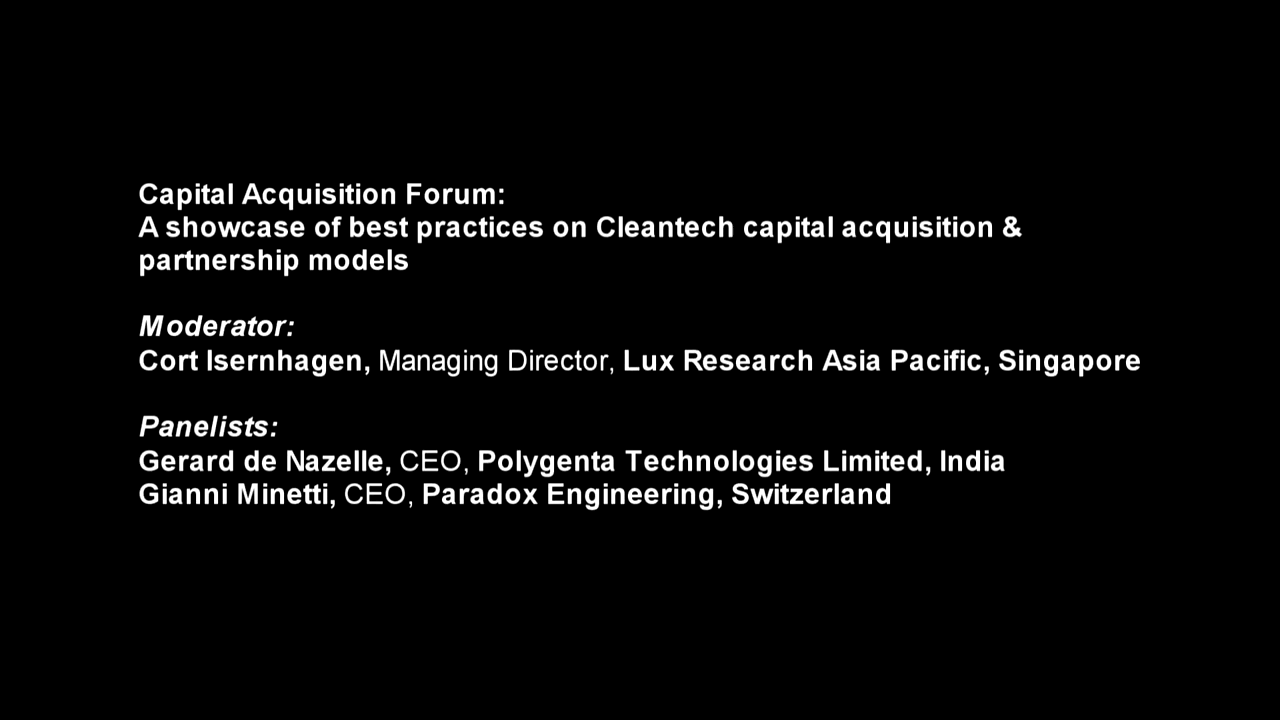 Capital Acquisition Forum:
A showcase of best practices on Cleantech capital acquisition &
partnership models
Moderator:
Cort Isernhagen, Managing Director, Lux Research Asia Pacific, Singapore
Panelists:
Gerard de Nazelle, CEO, Polygenta Technologies Limited, India
Gianni Minetti, CEO, Paradox Engineering, Switzerland